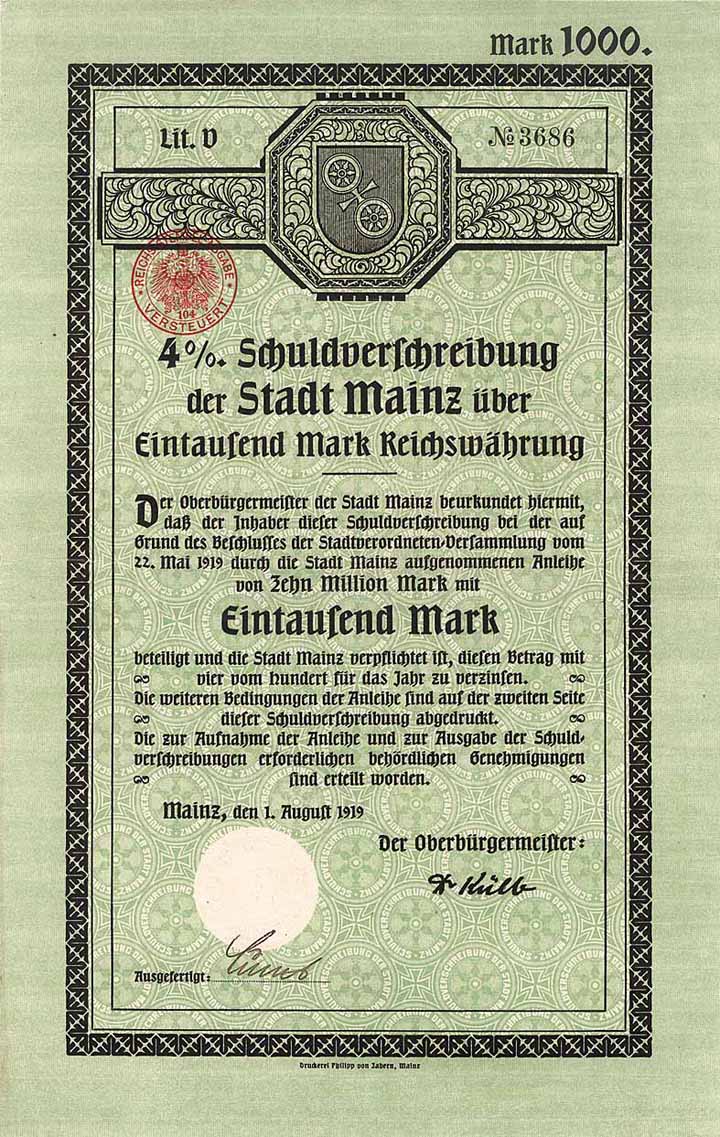 Mark 1000.
Lit. D
№ 3686
REICHSSTEMPELABGABE
104
VERSTEUERT
4%. Schuldverſchreibung
der Stadt Mainz über
Eintauſend Mark Reichswährung
Der Oberbürgermeiſter der Stadt Mainz beurkundet hiermit,
daß der Inhaber dieſer Schuldverſchreibung bei der auf
Grund des Beſchluſſes der Stadtverordneten-Verſammlung vom
22. Mai 1919 durch die Stadt Mainz aufgenommenen Anleihe
von Zehn Million Mark mit
Eintauſend Mark
beteiligt und die Stadt Mainz verpflichtet iſt, dieſen Betrag mit
vier vom Hundert für das Jahr zu verzinſen.
Die weiteren Bedingungen der Anleihe ſind auf der zweiten Seite
dieſer Schuldverſchreibung abgedruckt.
Die zur Aufnahme der Anleihe und zur Ausgabe der Schuld-
verſchreibungen erforderlichen behördlichen Genehmigungen
ſind erteilt worden.
Mainz, den 1. Auguſt 1919
Der Oberbürgermeiſter:
Dr Külb
Ausgefertigt:
Druckerei Philipp von Zabern, Mainz